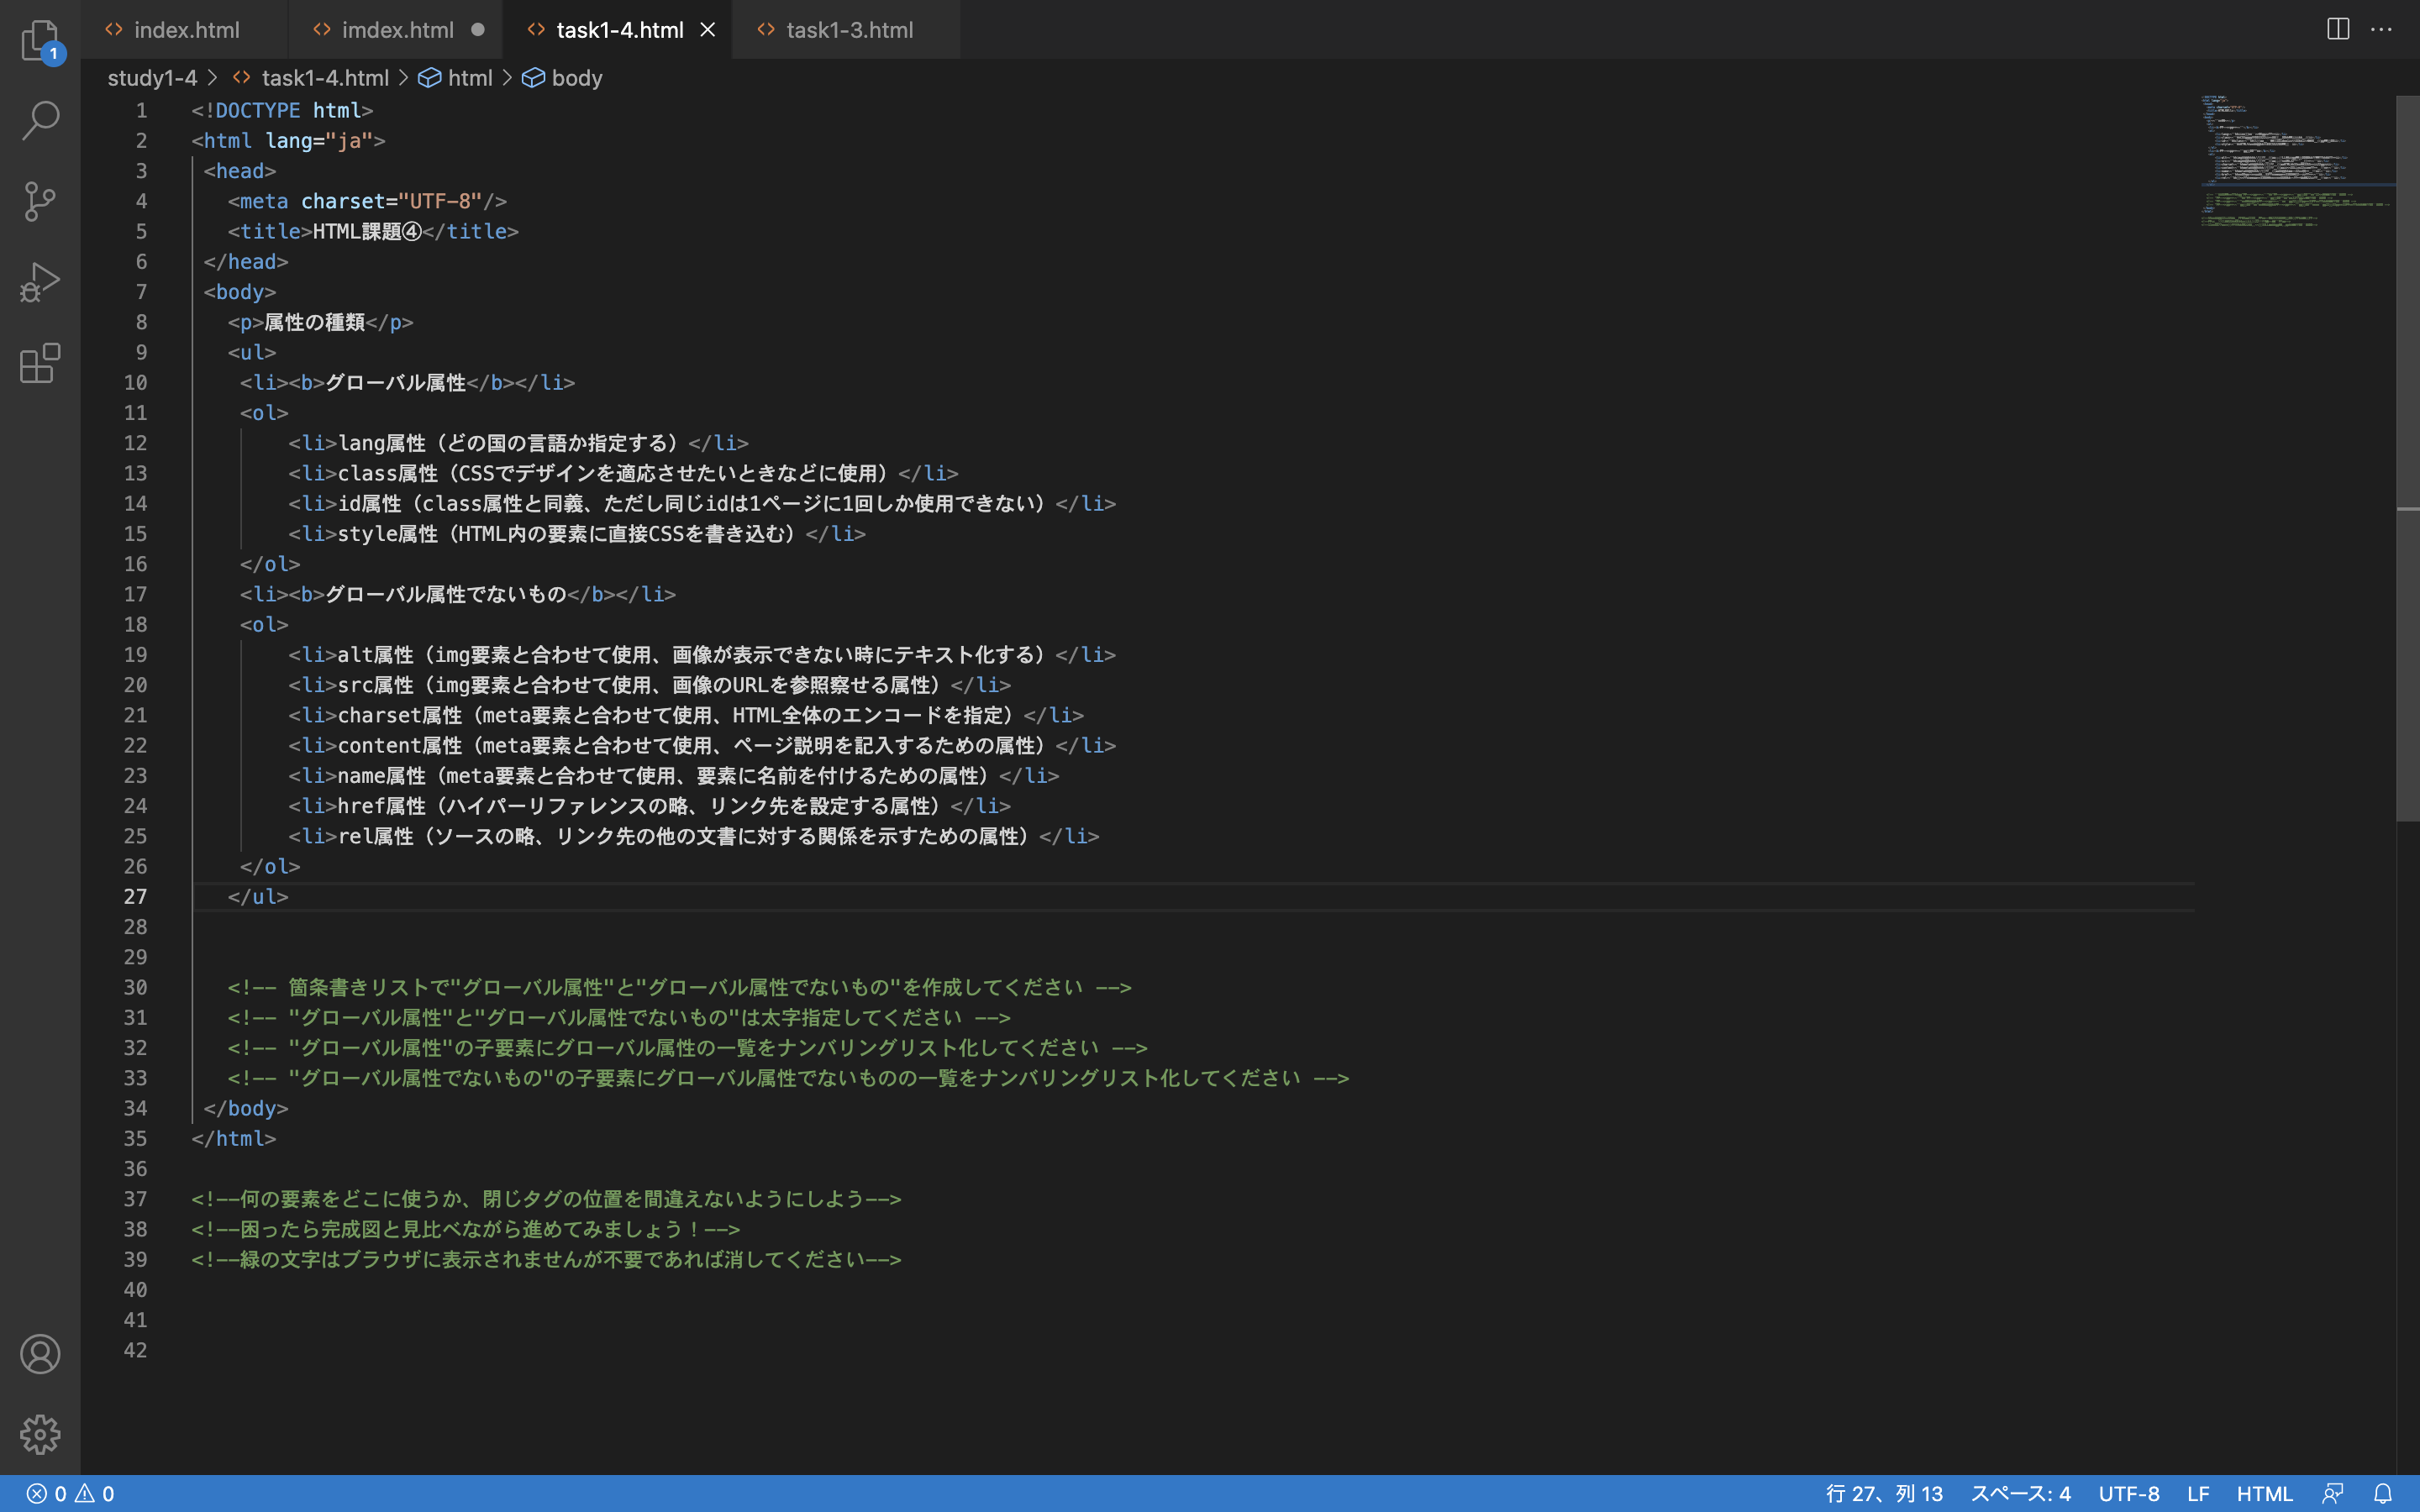 1
index.html
imdex.html
task1-4.html
task1-3.html
study1-4 > task1-4.html > html > body
1 <!DOCTYPE html>
2 <html lang="ja">
3 <head>
4 <meta charset="UTF-8"/>
5 <title>HTML課題④</title>
6 </head>
7 <body>
8 <p>属性の種類</p>
9 <ul>
10 <li><b>グローバル属性</b></li>
11 <ol>
12 <li>lang属性（どの国の言語か指定する）</li>
13 <li>class属性（CSSでデザインを適応させたいときなどに使用）</li>
14 <li>id属性（class属性と同義、ただし同じidは1ページに1回しか使用できない）</li>
15 <li>style属性（HTML内の要素に直接CSSを書き込む）</li>
16 </ol>
17 <li><b>グローバル属性でないもの</b></li>
18 <ol>
19 <li>alt属性（img要素と合わせて使用、画像が表示できない時にテキスト化する）</li>
20 <li>src属性（img要素と合わせて使用、画像のURLを参照察せる属性）</li>
21 <li>charset属性（meta要素と合わせて使用、HTML全体のエンコードを指定）</li>
22 <li>content属性（meta要素と合わせて使用、ページ説明を記入するための属性）</li>
23 <li>name属性（meta要素と合わせて使用、要素に名前を付けるための属性）</li>
24 <li>href属性（ハイパーリファレンスの略、リンク先を設定する属性）</li>
25 <li>rel属性（ソースの略、リンク先の他の文書に対する関係を示すための属性）</li>
26 </ol>
27 </ul>
28
29
30 <!-- 箇条書きリストで"グローバル属性"と"グローバル属性でないもの"を作成してください -->
31 <!-- "グローバル属性"と"グローバル属性でないもの"は太字指定してください -->
32 <!-- "グローバル属性"の子要素にグローバル属性の一覧をナンバリングリスト化してください -->
33 <!-- "グローバル属性でないもの"の子要素にグローバル属性でないものの一覧をナンバリングリスト化してください -->
34 </body>
35 </html>
36
37 <!--何の要素をどこに使うか、閉じタグの位置を間違えないようにしよう-->
38 <!--困ったら完成図と見比べながら進めてみましょう！-->
39 <!--緑の文字はブラウザに表示されませんが不要であれば消してください-->
40
41
42
0 0 行 27、列 13 スペース: 4 UTF-8 LF HTML